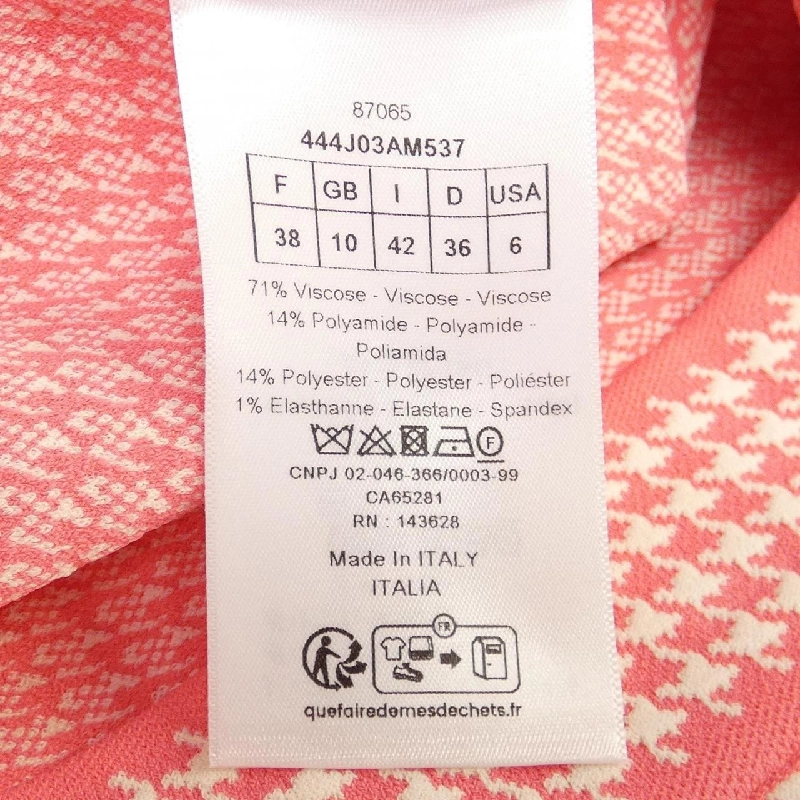 87065
444J03AM537
F GB I D USA
38 10 42 36 6
71% Viscose - Viscose - Viscose
14% Polyamide - Polyamide -
Poliamida
14% Polyester - Polyester - Poliéster
1% Elasthanne - Elastane - Spandex
F
CNPJ 02-046-366/0003-99
CA65281
RN : 143628
Made In ITALY
ITALIA
FR
quefairedemesdechets.fr